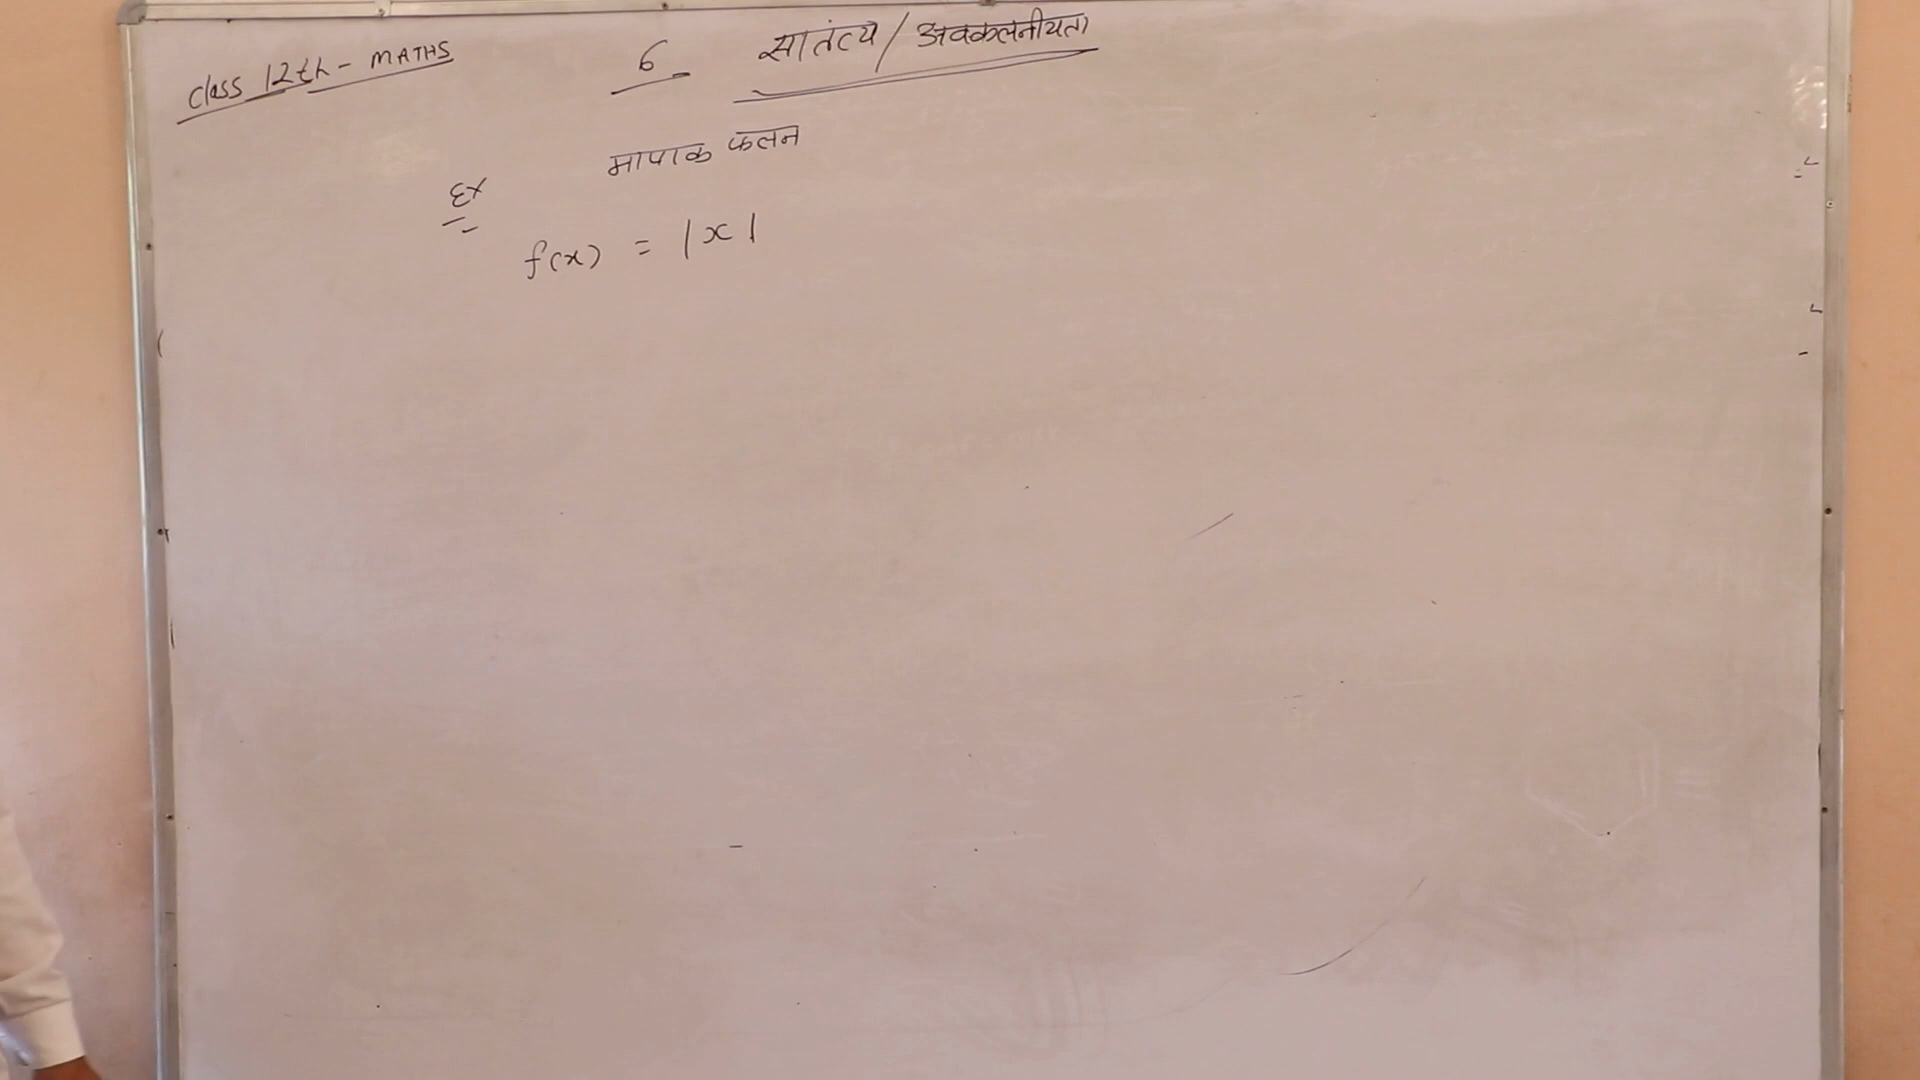 class 12th - MATHS
6 सातंत्य / अवकलनीयता
मापाक फलन
Ex
f(x) = |x|